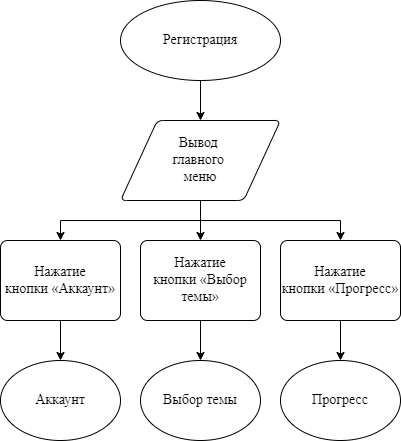 Регистрация
Вывод
главного
меню
Нажатие
кнопки «Аккаунт»
Нажатие
кнопки «Выбор
темы»
Нажатие
кнопки «Прогресс»
Аккаунт
Выбор темы
Прогресс